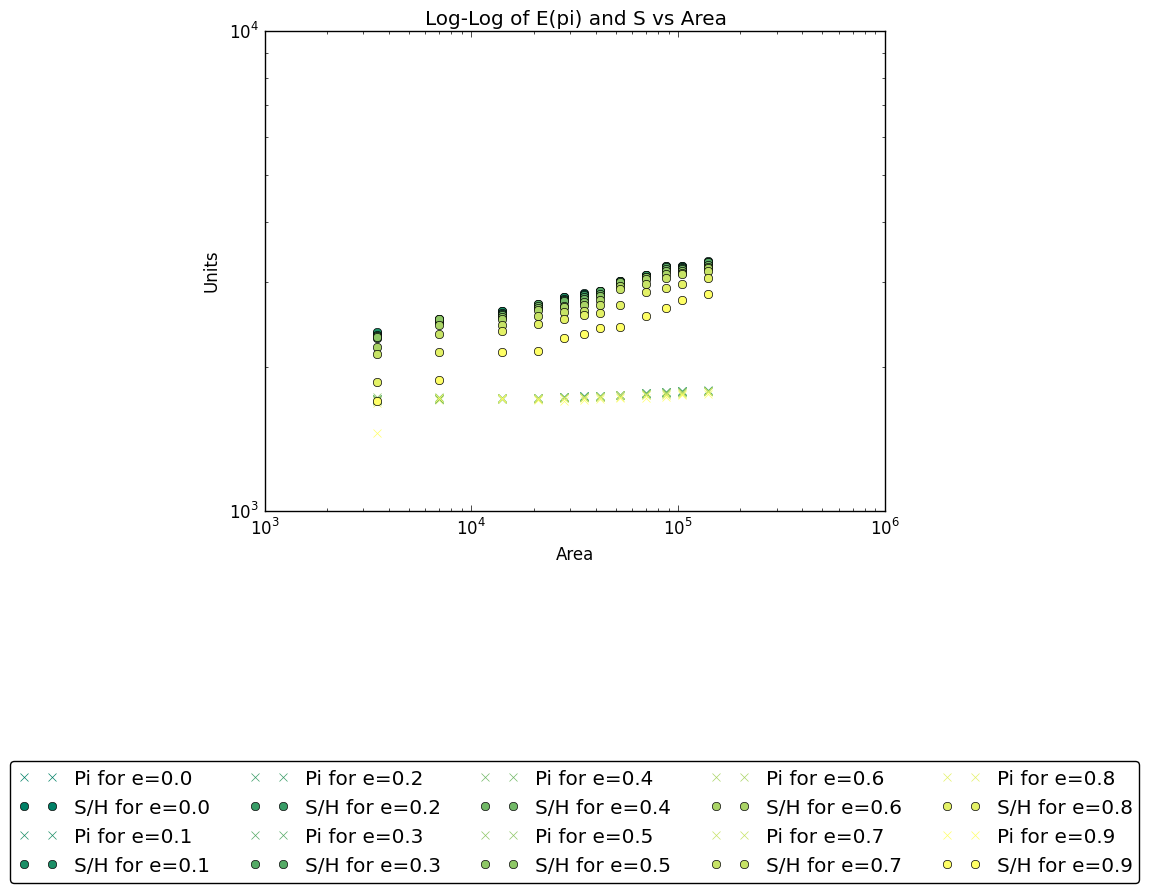 Log-Log of E(pi) and S vs Area
10^4
Units
10^3
10^3 10^4 10^5 10^6
Area
Pi for e=0.0 Pi for e=0.2 Pi for e=0.4 Pi for e=0.6 Pi for e=0.8
S/H for e=0.0 S/H for e=0.2 S/H for e=0.4 S/H for e=0.6 S/H for e=0.8
Pi for e=0.1 Pi for e=0.3 Pi for e=0.5 Pi for e=0.7 Pi for e=0.9
S/H for e=0.1 S/H for e=0.3 S/H for e=0.5 S/H for e=0.7 S/H for e=0.9